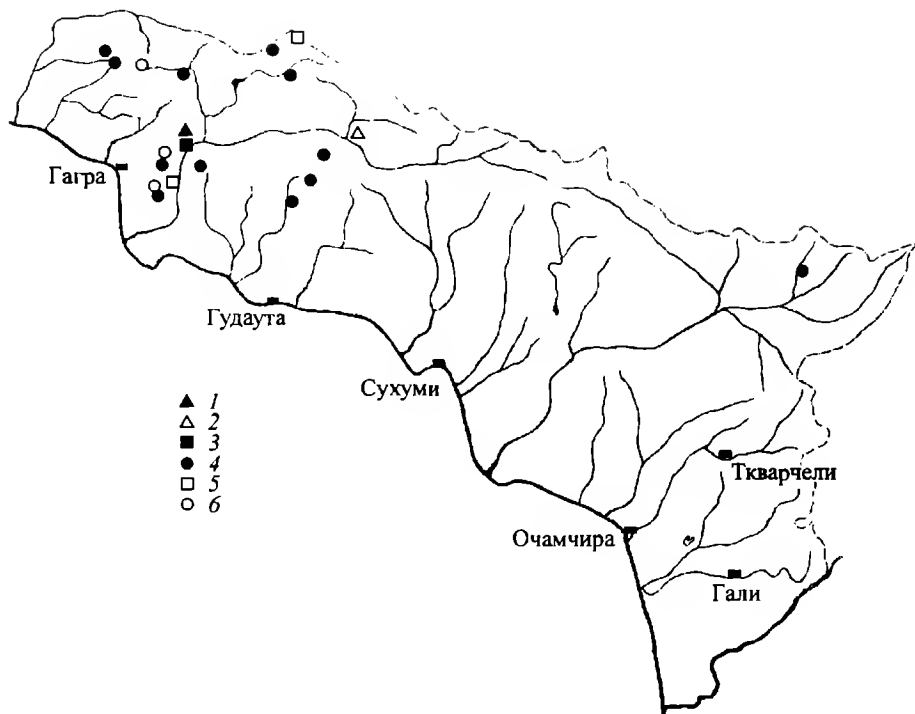 Гагра
Гудаута
Сухуми
1
2
3
4
5
6
Ткварчели
Очамчира
Гали